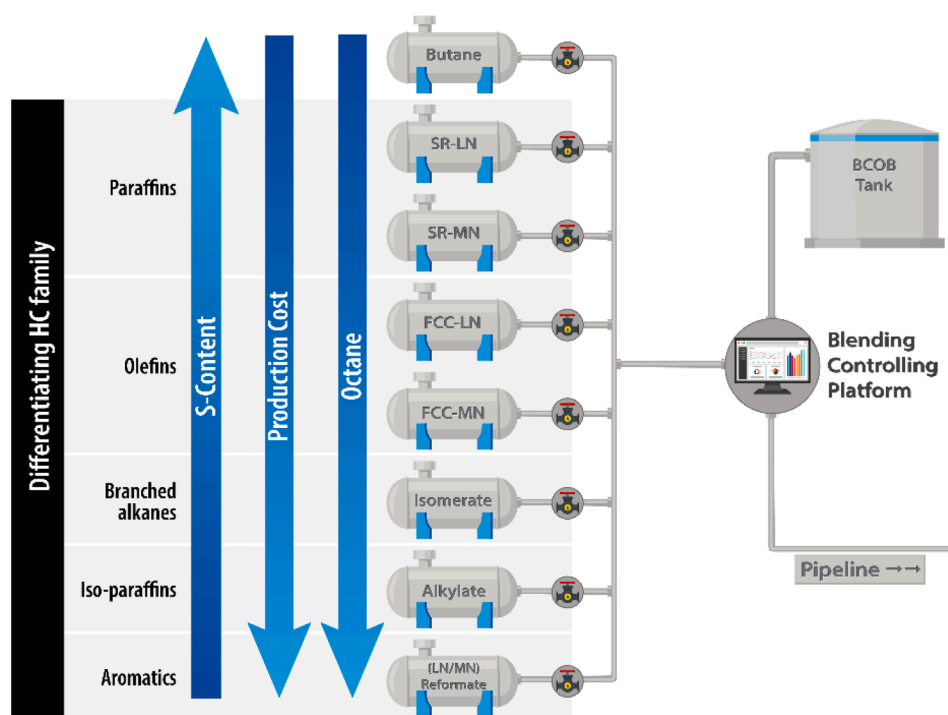 Differentiating HC family
Paraffins
Olefins
Branched
alkanes
Iso-paraffins
Aromatics
S-Content
Production Cost
Octane
Butane
SR-LN
SR-MN
FCC-LN
FCC-MN
Isomerate
Alkylate
(LN/MN)
Reformate
BCOB
Tank
Blending
Controlling
Platform
Pipeline →→